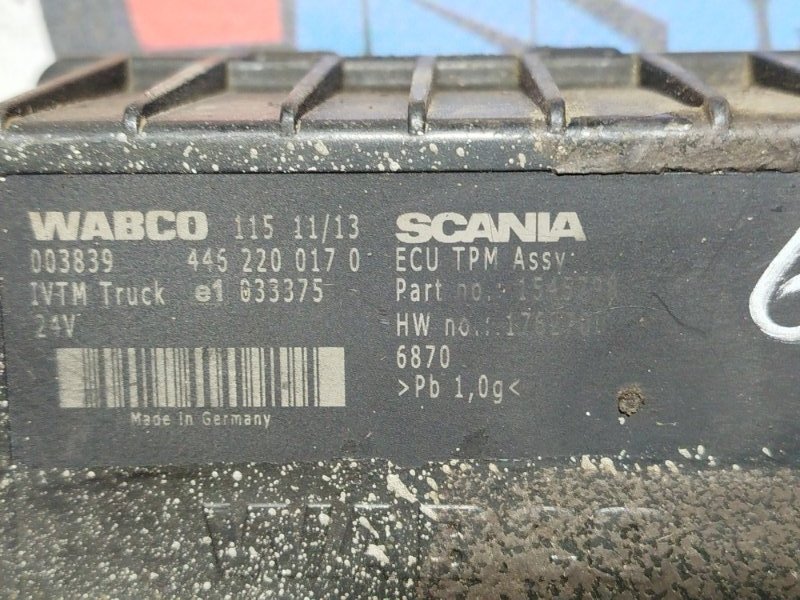 WABCO 115 11/13
003839 446 220 017 0
IVTM Truck e1 033375
24V
Made in Germany
SCANIA
ECU TPM Assy
Part no.:
HW no.:
6870
>Pb 1,0g<